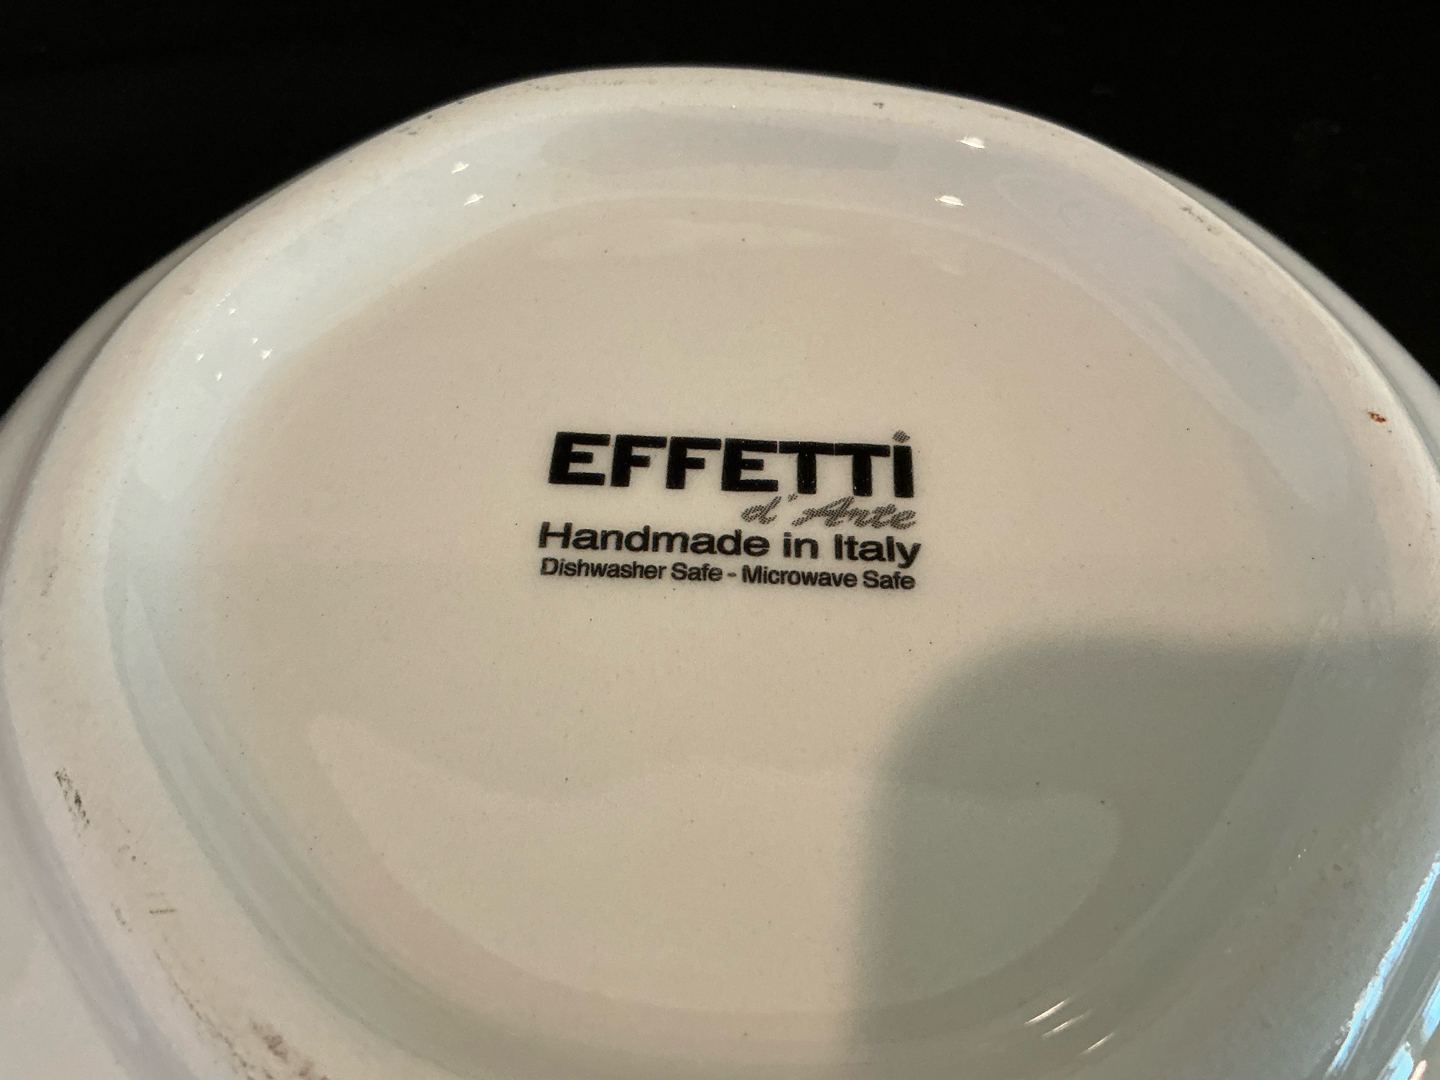 EFFETTi
d'Arte
Handmade in Italy
Dishwasher Safe - Microwave Safe